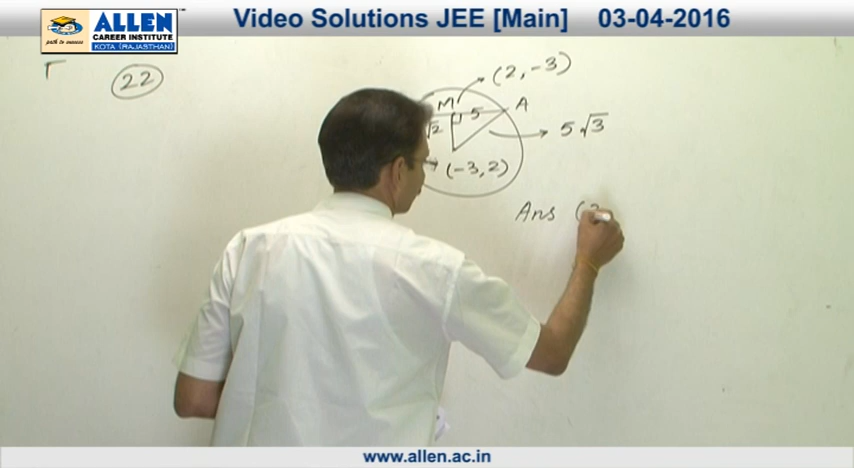 Video Solutions JEE [Main] 03-04-2016
ALLEN
CAREER INSTITUTE
KOTA (RAJASTHAN)
path to success
22
(2, -3)
M 5 A
√2
5√3
(-3, 2)
Ans (
www.allen.ac.in